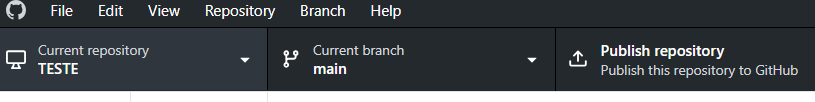 File Edit View Repository Branch Help
Current repository
TESTE
Current branch
main
Publish repository
Publish this repository to GitHub